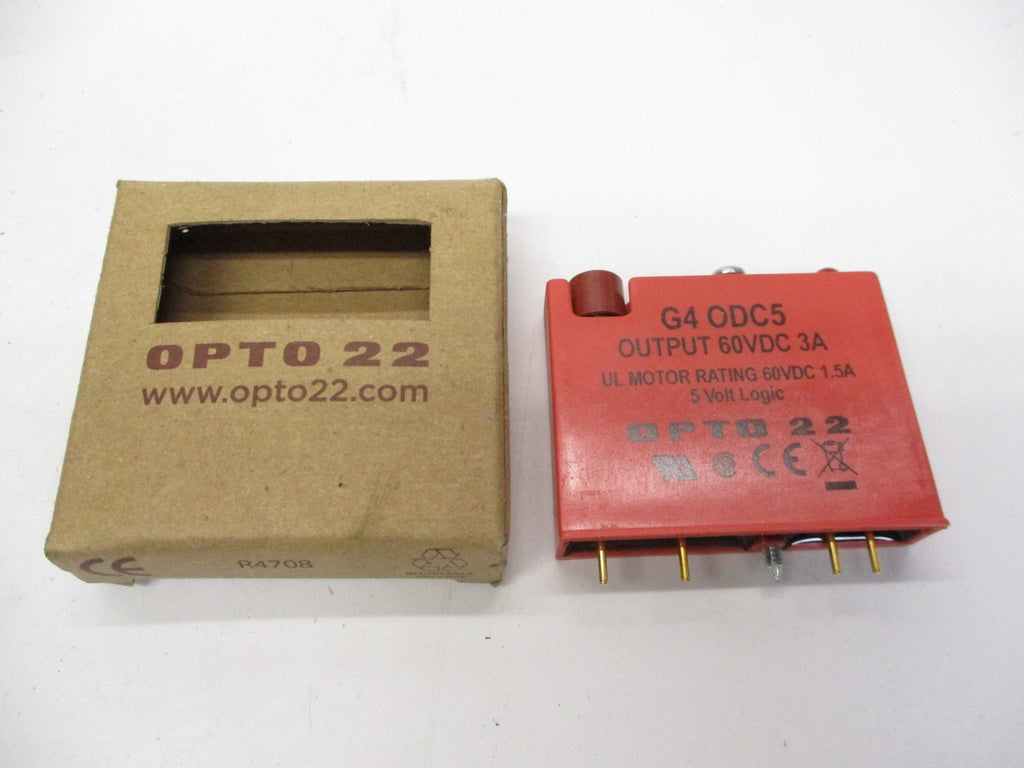 OPTO 22
www.opto22.com
CE
R4708
RECYCLABLE
G4 ODC5
OUTPUT 60VDC 3A
UL MOTOR RATING 60VDC 1.5A
5 Volt Logic
OPTO 22
CE